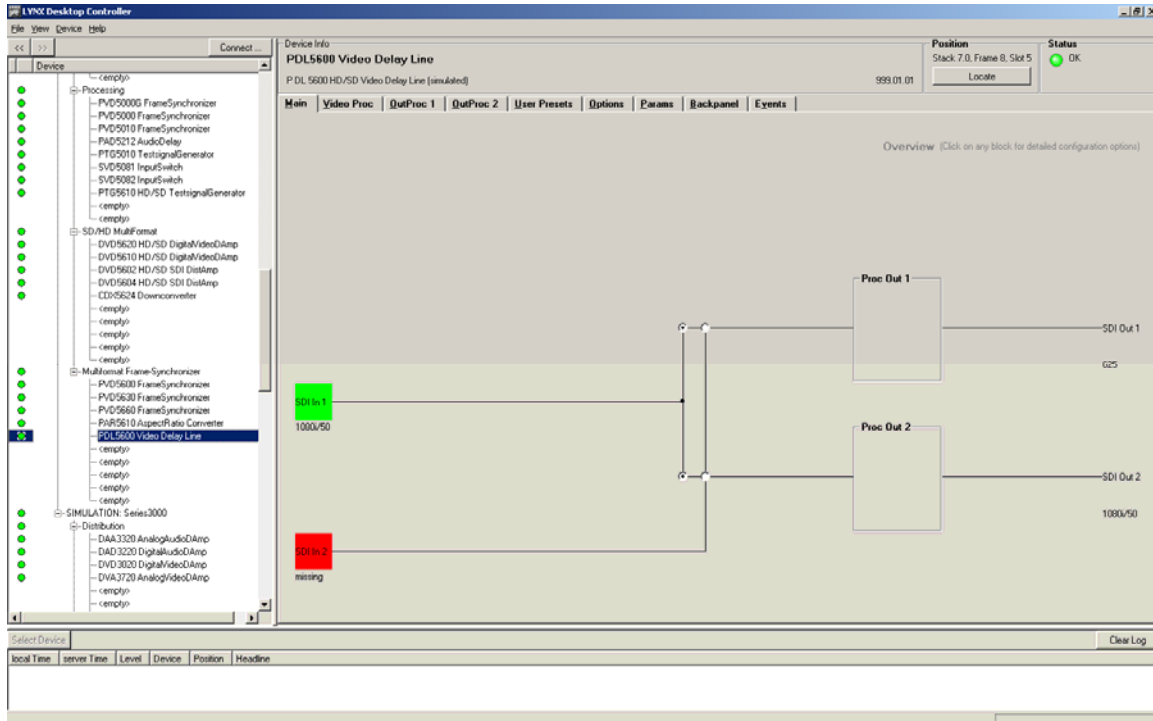 LYNX Desktop Controller
File View Device Help
<< >> Connect ...
Device
<empty>
Processing
PVD5000G FrameSynchronizer
PVD5000 FrameSynchronizer
PVD5010 FrameSynchronizer
PAD5212 AudioDelay
PTG5010 TestsignalGenerator
SVD5081 InputSwitch
SVD5082 InputSwitch
PTG5610 HD/SD TestsignalGenerator
<empty>
<empty>
SD/HD MultiFormat
DVD5620 HD/SD DigitalVideoDAmp
DVD5610 HD/SD DigitalVideoDAmp
DVD5602 HD/SD SDI DistAmp
DVD5604 HD/SD SDI DistAmp
CDX5624 Downconverter
<empty>
<empty>
<empty>
<empty>
<empty>
Multiformat Frame-Synchronizer
PVD5600 FrameSynchronizer
PVD5630 FrameSynchronizer
PVD5660 FrameSynchronizer
PAR5610 AspectRatio Converter
PDL5600 Video Delay Line
<empty>
<empty>
<empty>
<empty>
<empty>
SIMULATION: Series3000
Distribution
DAA3320 AnalogAudioDAmp
DAD3220 DigitalAudioDAmp
DVD3020 DigitalVideoDAmp
DVA3720 AnalogVideoDAmp
<empty>
<empty>
Device Info
PDL5600 Video Delay Line
P DL 5600 HD/SD Video Delay Line (simulated)
999.01.01
Position
Stack 7.0, Frame 8, Slot 5
Locate
Status
OK
Main Video Proc OutProc 1 OutProc 2 User Presets Options Params Backpanel Events
Overview (Click on any block for detailed configuration options)
Proc Out 1
SDI Out 1
625
SDI In 1
1080i/50
Proc Out 2
SDI Out 2
1080i/50
SDI In 2
missing
Select Device
Clear Log
local Time server Time Level Device Position Headline